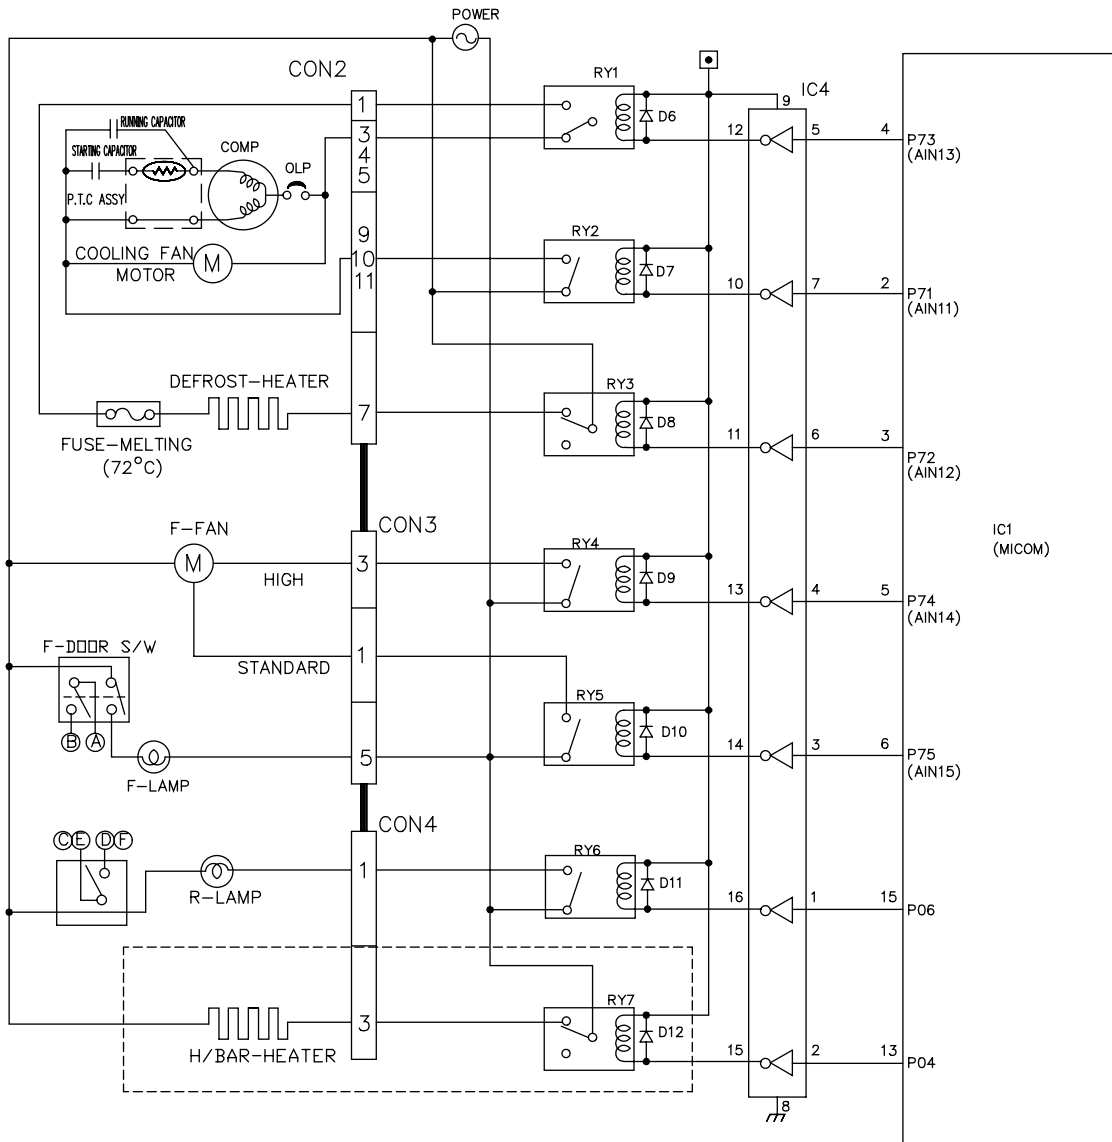 POWER
CON2
RY1
IC4
1
9
RUNNING CAPACITOR
D6
3
12
5
4
P73
STARTING CAPACITOR
COMP
(AIN13)
4
OLP
5
P.T.C ASSY
9
RY2
COOLING FAN
M
10
MOTOR
D7
11
10
7
2
P71
(AIN11)
DEFROST-HEATER
RY3
7
D8
FUSE-MELTING
11
6
3
P72
(72°C)
(AIN12)
CON3
F-FAN
IC1
(MICOM)
RY4
M
3
HIGH
D9
13
4
5
P74
(AIN14)
F-DOOR S/W
1
STANDARD
RY5
B
A
D10
5
14
3
6
P75
F-LAMP
(AIN15)
CON4
C E D F
RY6
1
D11
R-LAMP
16
1
15
P06
RY7
3
D12
H/BAR-HEATER
15
2
13
P04
8